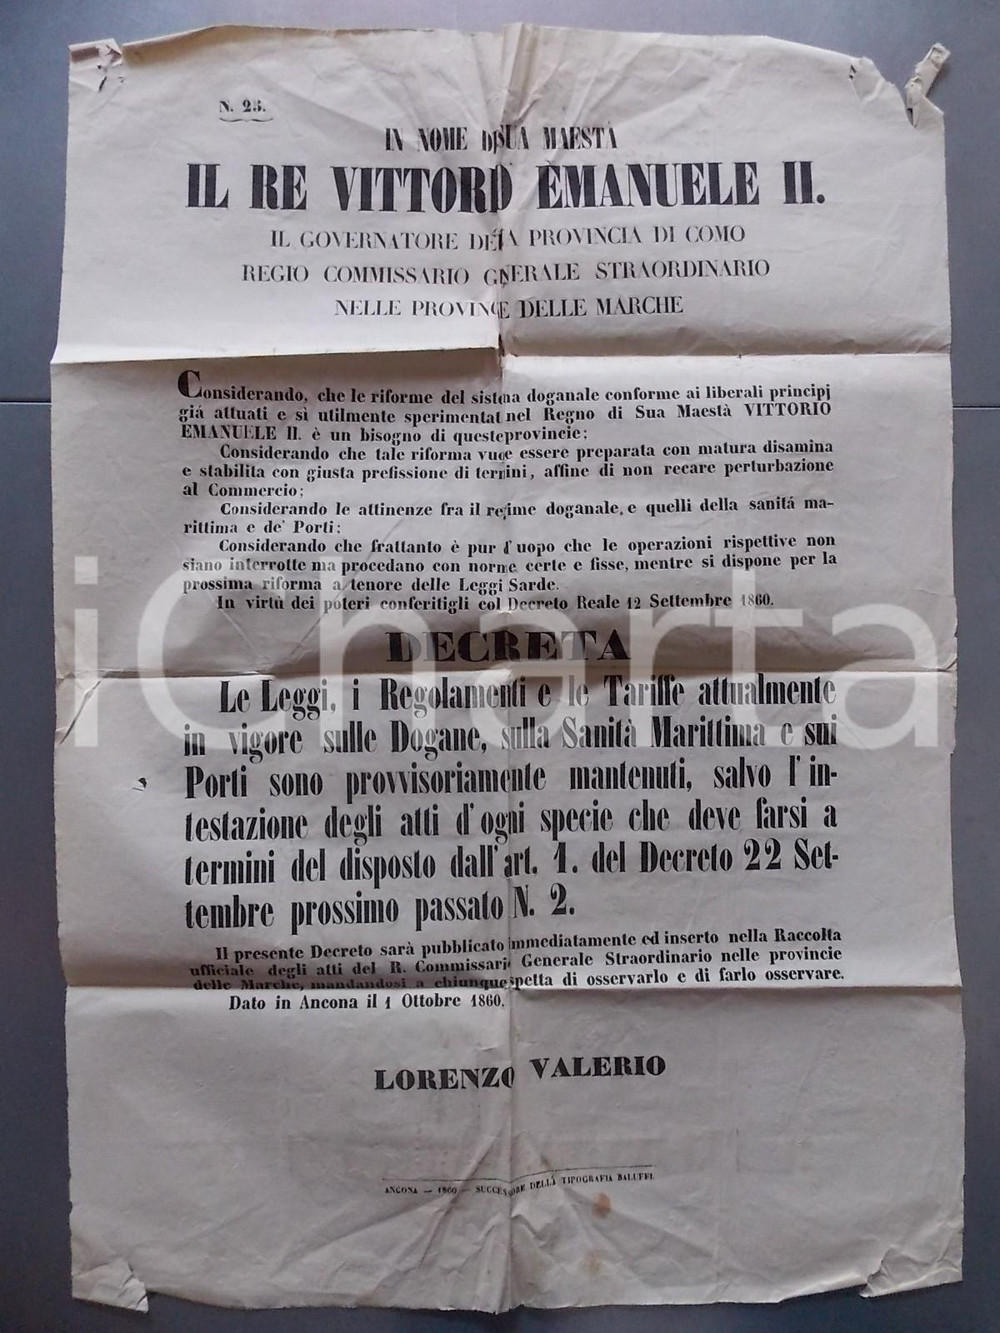 N. 25.
IN NOME DI SUA MAESTÀ
IL RE VITTORIO EMANUELE II.
IL GOVERNATORE DELLA PROVINCIA DI COMO
REGIO COMMISSARIO GENERALE STRAORDINARIO
NELLE PROVINCE DELLE MARCHE
Considerando, che le riforme del sistema doganale conforme ai liberali principj
giá attuati e sì utilmente sperimentati nel Regno di Sua Maestà VITTORIO
EMANUELE II. è un bisogno di queste provincie;
Considerando che tale riforma vuole essere preparata con matura disamina
e stabilita con giusta prefissione di termini, affine di non recare perturbazione
al Commercio;
Considerando le attinenze fra il regime doganale, e quelli della sanitá ma-
rittima e de' Porti;
Considerando che frattanto è pur d'uopo che le operazioni rispettive non
siano interrotte ma procedano con norme certe e fisse, mentre si dispone per la
prossima riforma a tenore delle Leggi Sarde.
In virtù dei poteri conferitigli col Decreto Reale 12 Settembre 1860.
DECRETA
Le Leggi, i Regolamenti e le Tariffe attualmente
in vigore sulle Dogane, sulla Sanità Marittima e sui
Porti sono provvisoriamente mantenuti, salvo l'in-
testazione degli atti d'ogni specie che deve farsi a
termini del disposto dall'art. 1. del Decreto 22 Set-
tembre prossimo passato N. 2.
Il presente Decreto sarà pubblicato immediatamente ed inserto nella Raccolta
ufficiale degli atti del R. Commissario Generale Straordinario nelle provincie
delle Marche, mandandosi a chiunque spetta di osservarlo e di farlo osservare.
Dato in Ancona il 1 Ottobre 1860.
LORENZO VALERIO
ANCONA — 1860 — SUCCESSORE DELLA TIPOGRAFIA BALUFFI.
iCharta